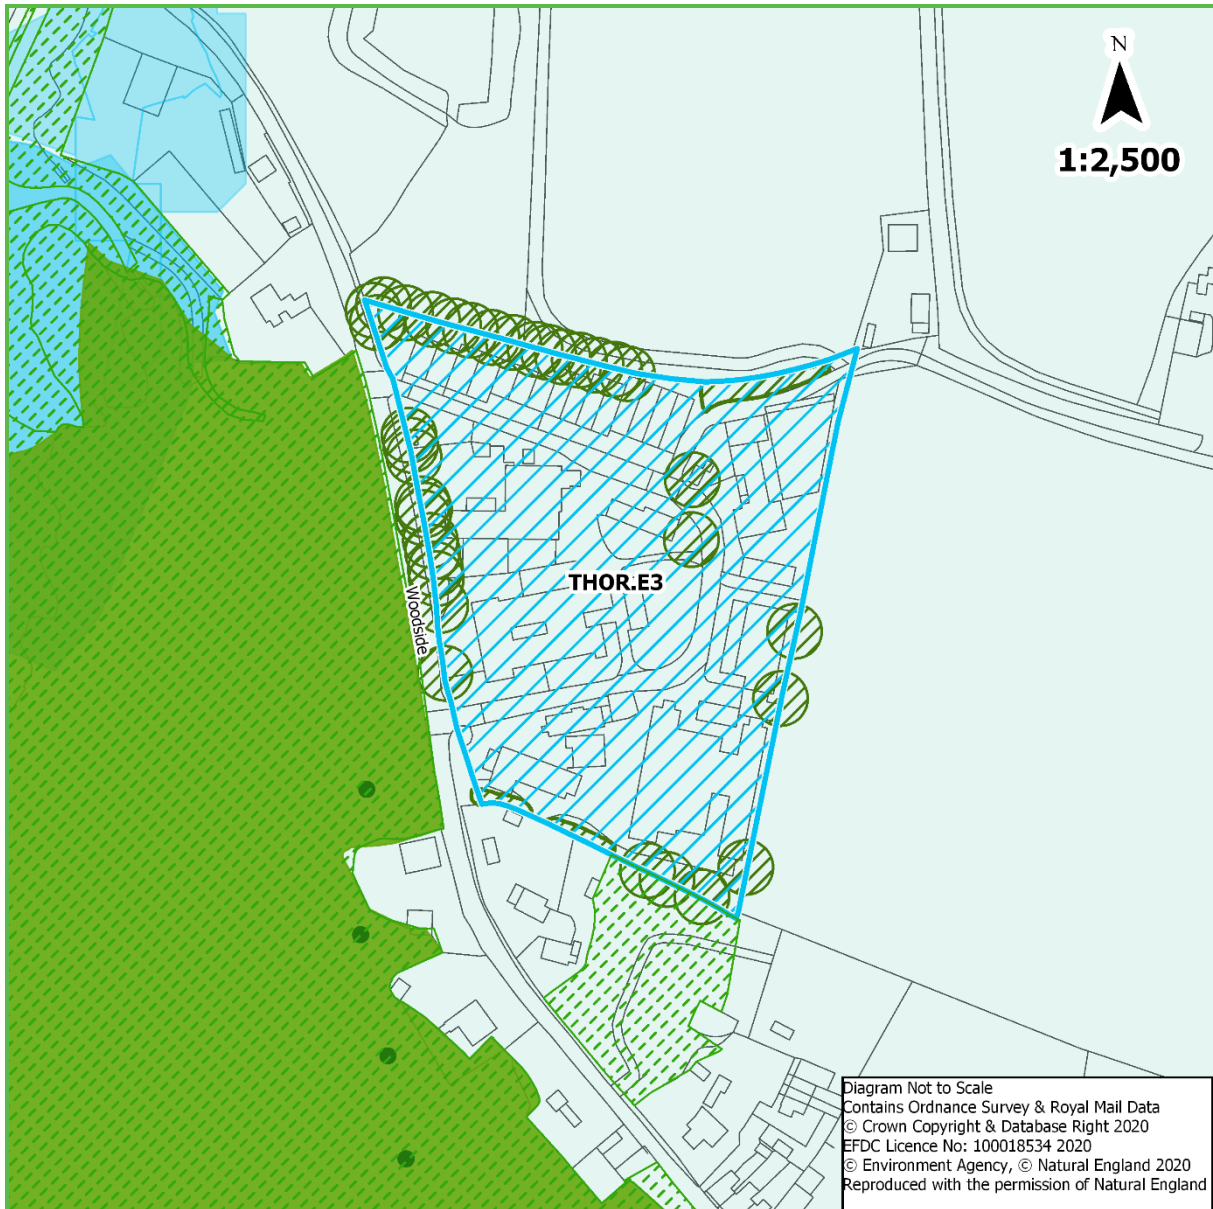 N
1:2,500
THOR.E3
Woodside
Diagram Not to Scale
Contains Ordnance Survey & Royal Mail Data
© Crown Copyright & Database Right 2020
EFDC Licence No: 100018534 2020
© Environment Agency, © Natural England 2020
Reproduced with the permission of Natural England